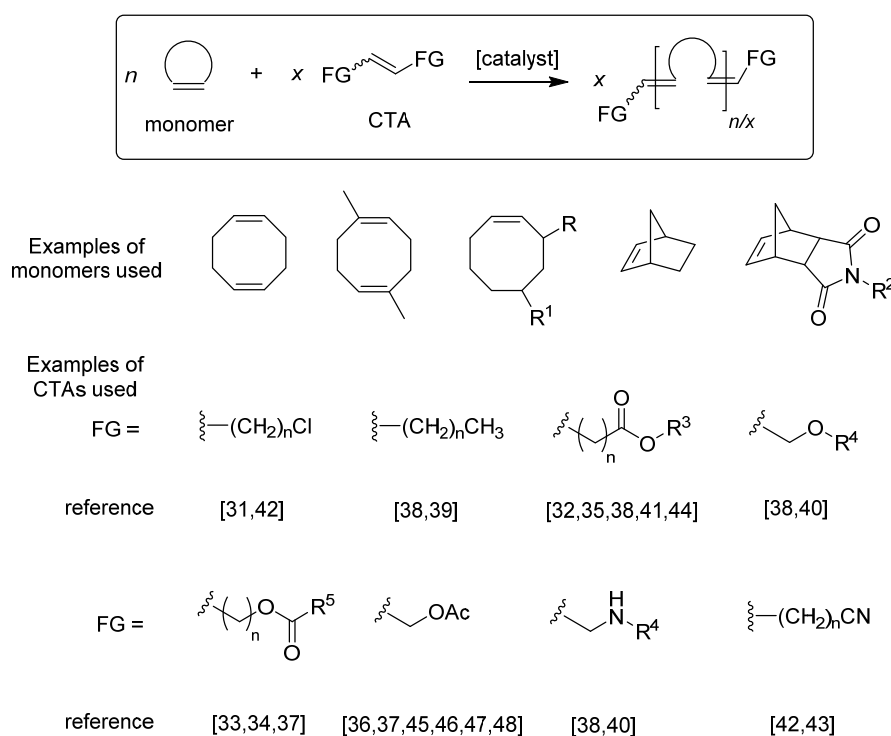 n
+ x FG FG [catalyst] x FG FG n/x
monomer CTA
Examples of
monomers used
R
R¹
O
N R²
O
Examples of
CTAs used
FG = (CH₂)ₙCl (CH₂)ₙCH₃ n O O R³ O R⁴
reference [31,42] [38,39] [32,35,38,41,44] [38,40]
FG = n O R⁵ O OAc H N R⁴ (CH₂)ₙCN
reference [33,34,37] [36,37,45,46,47,48] [38,40] [42,43]